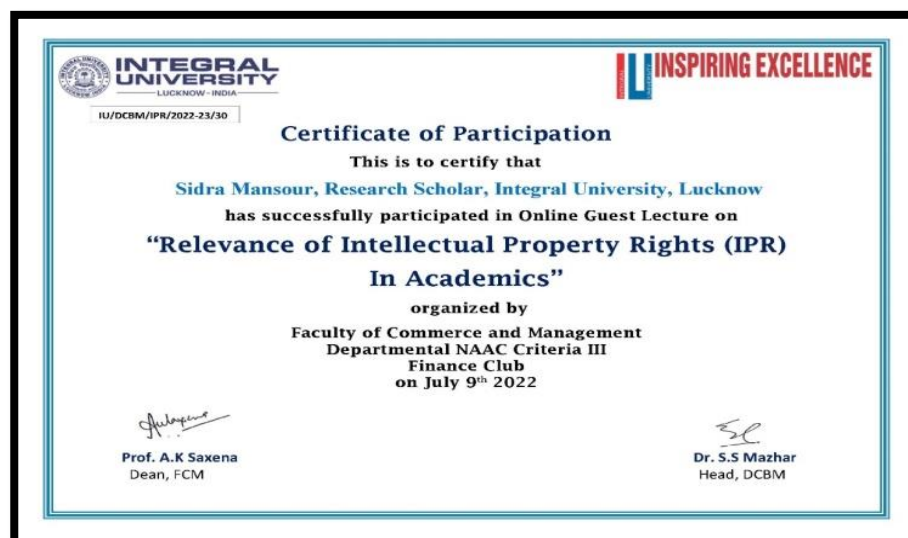 INTEGRAL
UNIVERSITY
LUCKNOW - INDIA
INSPIRING EXCELLENCE
IU/DCBM/IPR/2022-23/30
Certificate of Participation
This is to certify that
Sidra Mansour, Research Scholar, Integral University, Lucknow
has successfully participated in Online Guest Lecture on
“Relevance of Intellectual Property Rights (IPR)
In Academics”
organized by
Faculty of Commerce and Management
Departmental NAAC Criteria III
Finance Club
on July 9th 2022
Prof. A.K Saxena
Dean, FCM
Dr. S.S Mazhar
Head, DCBM